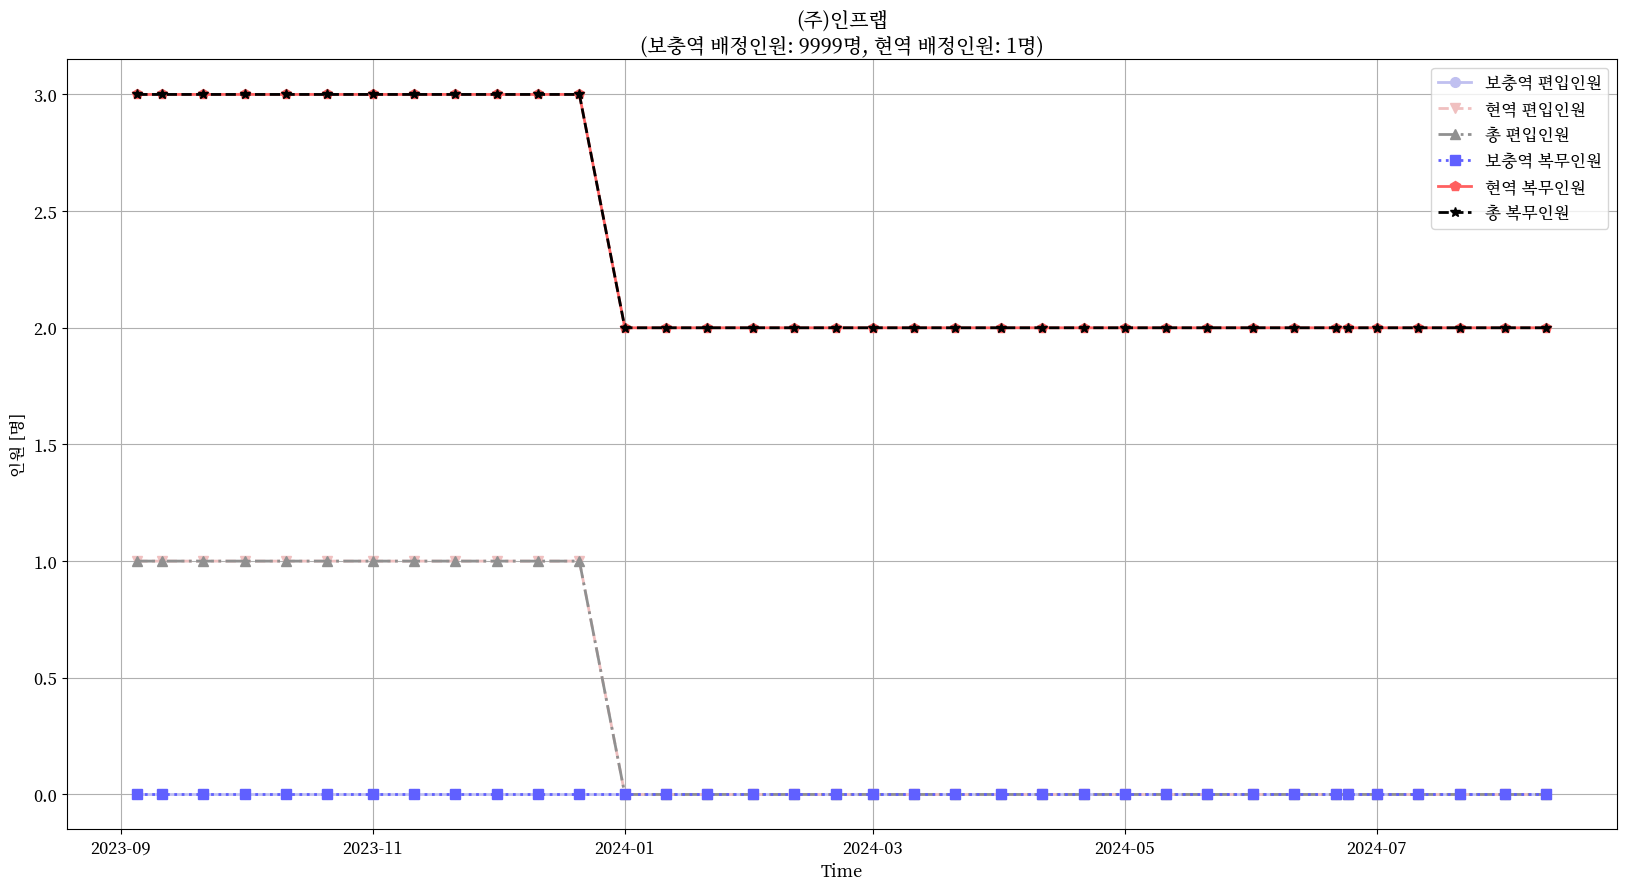 (주)인프랩
(보충역 배정인원: 9999명, 현역 배정인원: 1명)
보충역 편입인원
현역 편입인원
총 편입인원
보충역 복무인원
현역 복무인원
총 복무인원
인원 [명]
3.0
2.5
2.0
1.5
1.0
0.5
0.0
2023-09 2023-11 2024-01 2024-03 2024-05 2024-07
Time